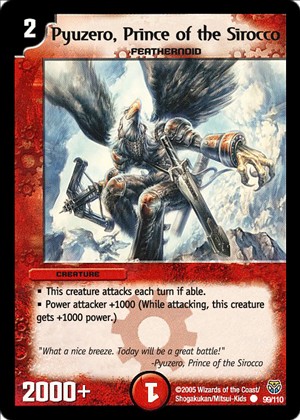 2
Pyuzero, Prince of the Sirocco
FEATHERNOID
CREATURE
▪ This creature attacks each turn if able.
▪ Power attacker +1000 (While attacking, this creature
gets +1000 power.)
"What a nice breeze. Today will be a great battle!"
-Pyuzero, Prince of the Sirocco
2000+
1
©2005 Wizards of the Coast/
Shogakukan/Mitsui-Kids ● 99/110